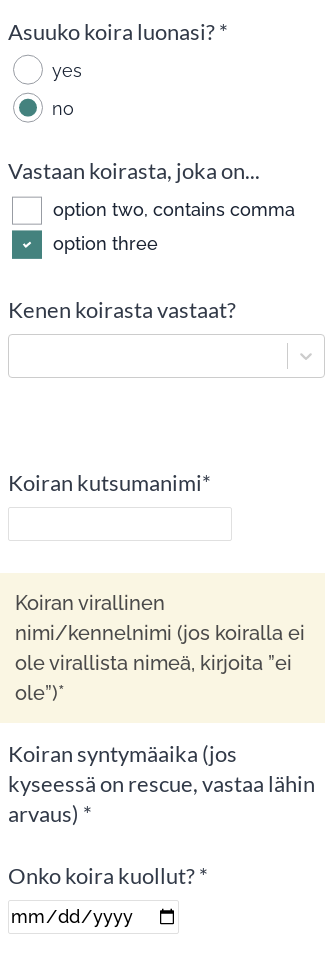 Asuuko koira luonasi? *
yes
no
Vastaan koirasta, joka on...
option two, contains comma
option three
Kenen koirasta vastaat?
Koiran kutsumanimi*
Koiran virallinen
nimi/kennelnimi (jos koiralla ei
ole virallista nimeä, kirjoita ”ei
ole”)*
Koiran syntymäaika (jos
kyseessä on rescue, vastaa lähin
arvaus) *
Onko koira kuollut? *
mm/dd/yyyy